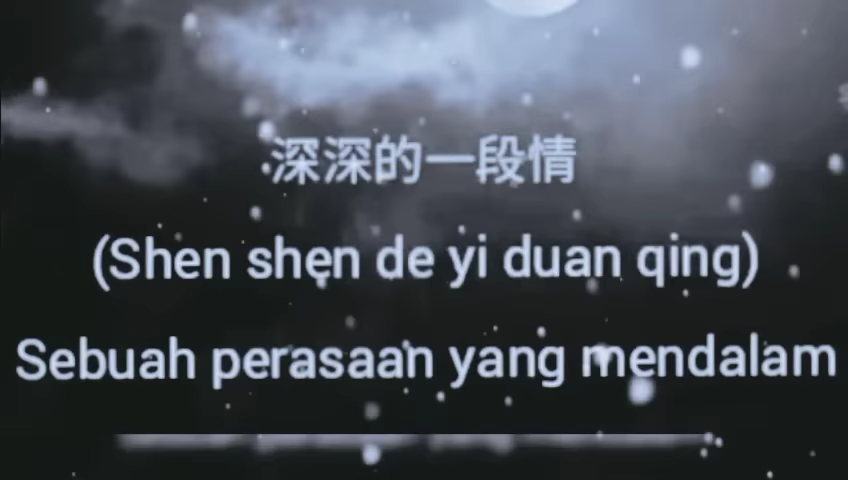 深深的一段情
(Shen shen de yi duan qing)
Sebuah perasaan yang mendalam